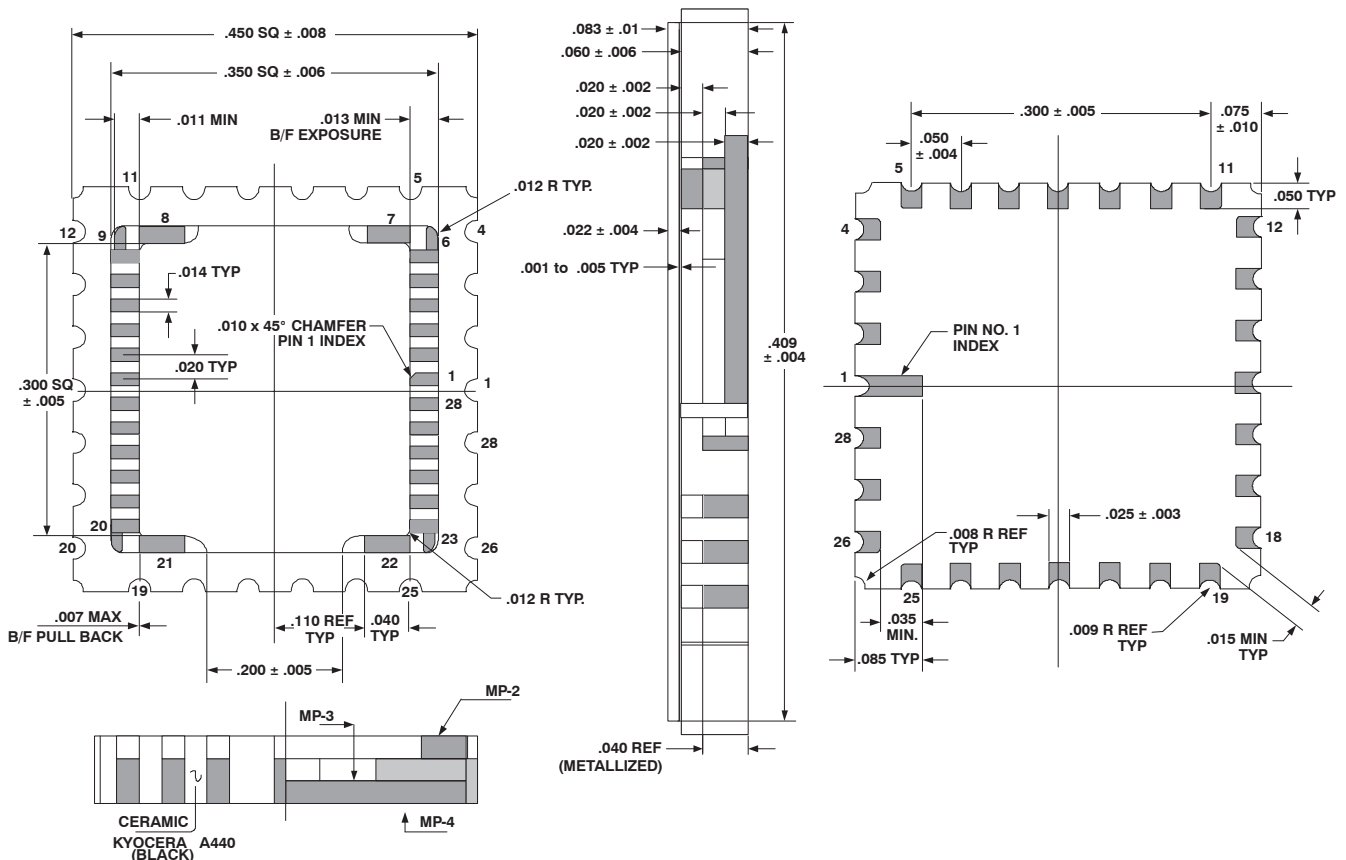 .450 SQ ± .008
.350 SQ ± .006
.011 MIN
.013 MIN
B/F EXPOSURE
11
5
.012 R TYP.
8
7
12
9
6
4
.014 TYP
.010 x 45° CHAMFER
PIN 1 INDEX
.020 TYP
.300 SQ
± .005
1
1
28
28
20
20
21
22
23
26
19
25
.012 R TYP.
.007 MAX
B/F PULL BACK
.110 REF
TYP
.040
TYP
.200 ± .005
MP-2
MP-3
MP-4
CERAMIC
KYOCERA A440
(BLACK)
.083 ± .01
.060 ± .006
.020 ± .002
.020 ± .002
.020 ± .002
.022 ± .004
.001 to .005 TYP
.409
± .004
.040 REF
(METALLIZED)
.300 ± .005
.075
± .010
.050
± .004
5
11
.050 TYP
4
12
PIN NO. 1
INDEX
1
28
.025 ± .003
26
.008 R REF
TYP
18
25
19
.035
MIN.
.009 R REF
TYP
.015 MIN
TYP
.085 TYP